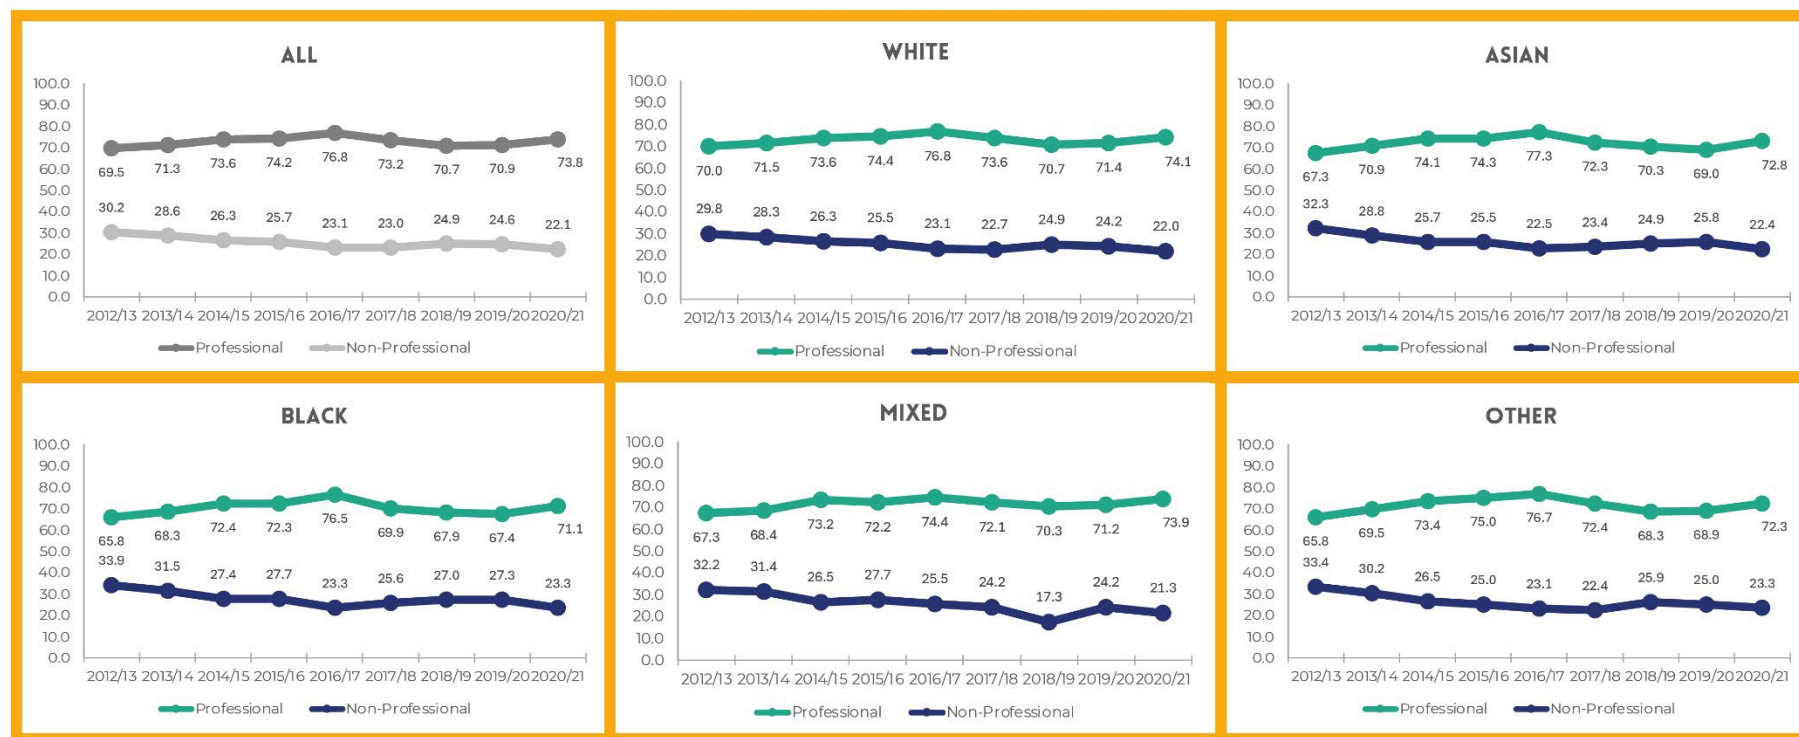 ALL
100.0
90.0
80.0
70.0
60.0
50.0
40.0
30.0
20.0
10.0
0.0
69.5 71.3 73.6 74.2 76.8 73.2 70.7 70.9 73.8
30.2 28.6 26.3 25.7 23.1 23.0 24.9 24.6 22.1
2012/13 2013/14 2014/15 2015/16 2016/17 2017/18 2018/19 2019/20 2020/21
Professional Non-Professional
WHITE
100.0
90.0
80.0
70.0
60.0
50.0
40.0
30.0
20.0
10.0
0.0
70.0 71.5 73.6 74.4 76.8 73.6 70.7 71.4 74.1
29.8 28.3 26.3 25.5 23.1 22.7 24.9 24.2 22.0
2012/13 2013/14 2014/15 2015/16 2016/17 2017/18 2018/19 2019/20 2020/21
Professional Non-Professional
ASIAN
100.0
90.0
80.0
70.0
60.0
50.0
40.0
30.0
20.0
10.0
0.0
67.3 70.9 74.1 74.3 77.3 72.3 70.3 69.0 72.8
32.3 28.8 25.7 25.5 22.5 23.4 24.9 25.8 22.4
2012/13 2013/14 2014/15 2015/16 2016/17 2017/18 2018/19 2019/20 2020/21
Professional Non-Professional
BLACK
100.0
90.0
80.0
70.0
60.0
50.0
40.0
30.0
20.0
10.0
0.0
65.8 68.3 72.4 72.3 76.5 69.9 67.9 67.4 71.1
33.9 31.5 27.4 27.7 23.3 25.6 27.0 27.3 23.3
2012/13 2013/14 2014/15 2015/16 2016/17 2017/18 2018/19 2019/20 2020/21
Professional Non-Professional
MIXED
100.0
90.0
80.0
70.0
60.0
50.0
40.0
30.0
20.0
10.0
0.0
67.3 68.4 73.2 72.2 74.4 72.1 70.3 71.2 73.9
32.2 31.4 26.5 27.7 25.5 24.2 17.3 24.2 21.3
2012/13 2013/14 2014/15 2015/16 2016/17 2017/18 2018/19 2019/20 2020/21
Professional Non-Professional
OTHER
100.0
90.0
80.0
70.0
60.0
50.0
40.0
30.0
20.0
10.0
0.0
65.8 69.5 73.4 75.0 76.7 72.4 68.3 68.9 72.3
33.4 30.2 26.5 25.0 23.1 22.4 25.9 25.0 23.3
2012/13 2013/14 2014/15 2015/16 2016/17 2017/18 2018/19 2019/20 2020/21
Professional Non-Professional